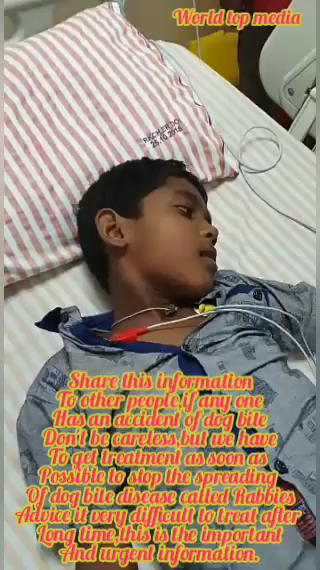 World top media
25.10.2016
Share this information
To other people,if any one
Has an accident of dog bite
Don't be careless,but we have
To get treatment as soon as
Possible to stop the spreading
Of dog bite disease called Rabbies
Advice it very difficult to treat after
Long time,this is the important
And urgent information.